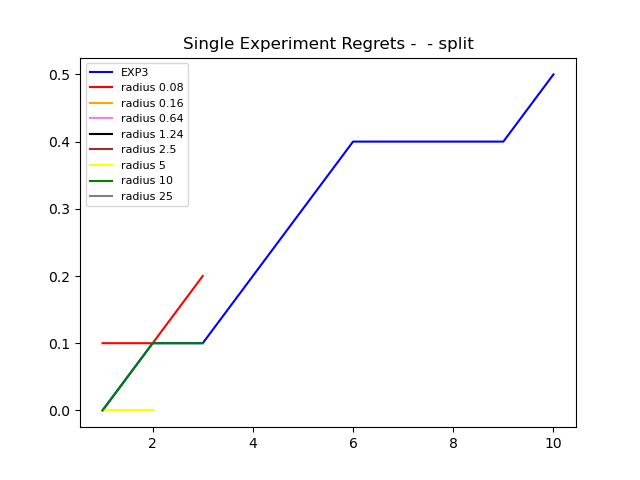 Single Experiment Regrets -  - split
EXP3
radius 0.08
radius 0.16
radius 0.64
radius 1.24
radius 2.5
radius 5
radius 10
radius 25
0.5
0.4
0.3
0.2
0.1
0.0
2 4 6 8 10